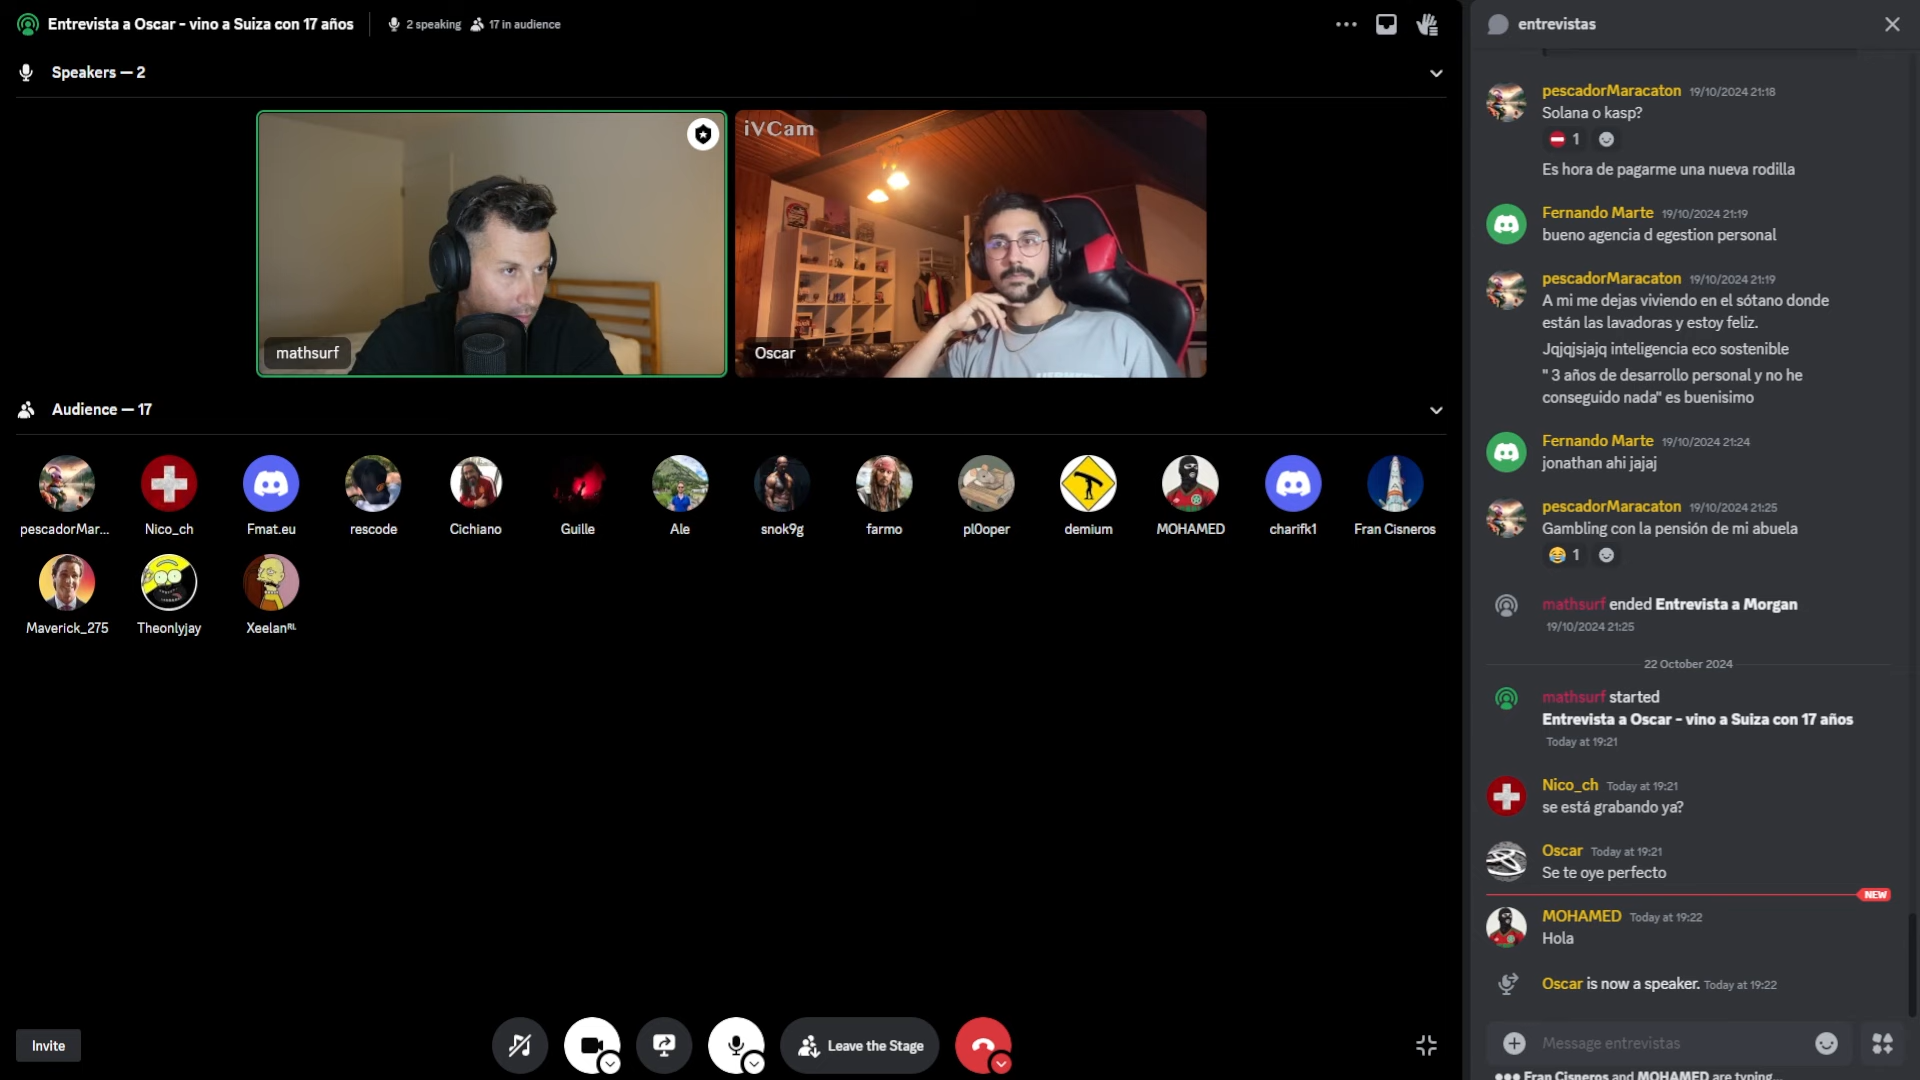 Entrevista a Oscar - vino a Suiza con 17 años
2 speaking
17 in audience
Speakers — 2
mathsurf
iVCam
Oscar
Audience — 17
pescadorMar...
Nico_ch
Fmat.eu
rescode
Cichiano
Guille
Ale
snok9g
farmo
pl0oper
demium
MOHAMED
charifk1
Fran Cisneros
Maverick_275
Theonlyjay
Xeelanᴿᴸ
Invite
Leave the Stage
entrevistas
pescadorMaracaton 19/10/2024 21:18
Solana o kasp?
1
Es hora de pagarme una nueva rodilla
Fernando Marte 19/10/2024 21:19
bueno agencia d egestion personal
pescadorMaracaton 19/10/2024 21:19
A mi me dejas viviendo en el sótano donde
están las lavadoras y estoy feliz.
Jqjqjsjajq inteligencia eco sostenible
" 3 años de desarrollo personal y no he
conseguido nada" es buenisimo
Fernando Marte 19/10/2024 21:24
jonathan ahi jajaj
pescadorMaracaton 19/10/2024 21:25
Gambling con la pensión de mi abuela
1
mathsurf ended Entrevista a Morgan
19/10/2024 21:25
22 October 2024
mathsurf started
Entrevista a Oscar - vino a Suiza con 17 años
Today at 19:21
Nico_ch Today at 19:21
se está grabando ya?
Oscar Today at 19:21
Se te oye perfecto
NEW
MOHAMED Today at 19:22
Hola
Oscar is now a speaker. Today at 19:22
Message entrevistas
Fran Cisneros and MOHAMED are typing...